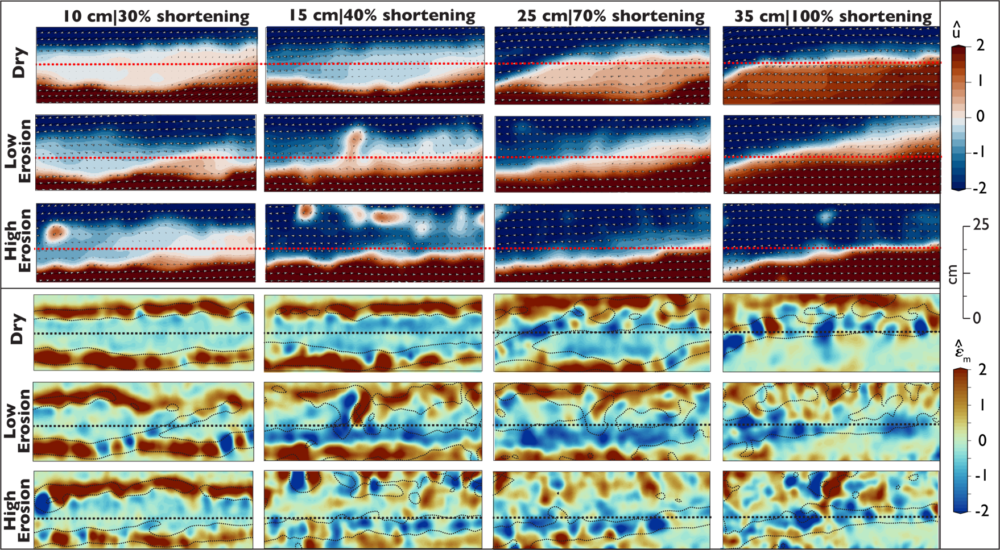 10 cm|30% shortening
15 cm|40% shortening
25 cm|70% shortening
35 cm|100% shortening
û
2
1
0
-1
-2
Dry
Low
Erosion
High
Erosion
25
cm
0
Dry
Low
Erosion
High
Erosion
ε̂m
2
1
0
-1
-2